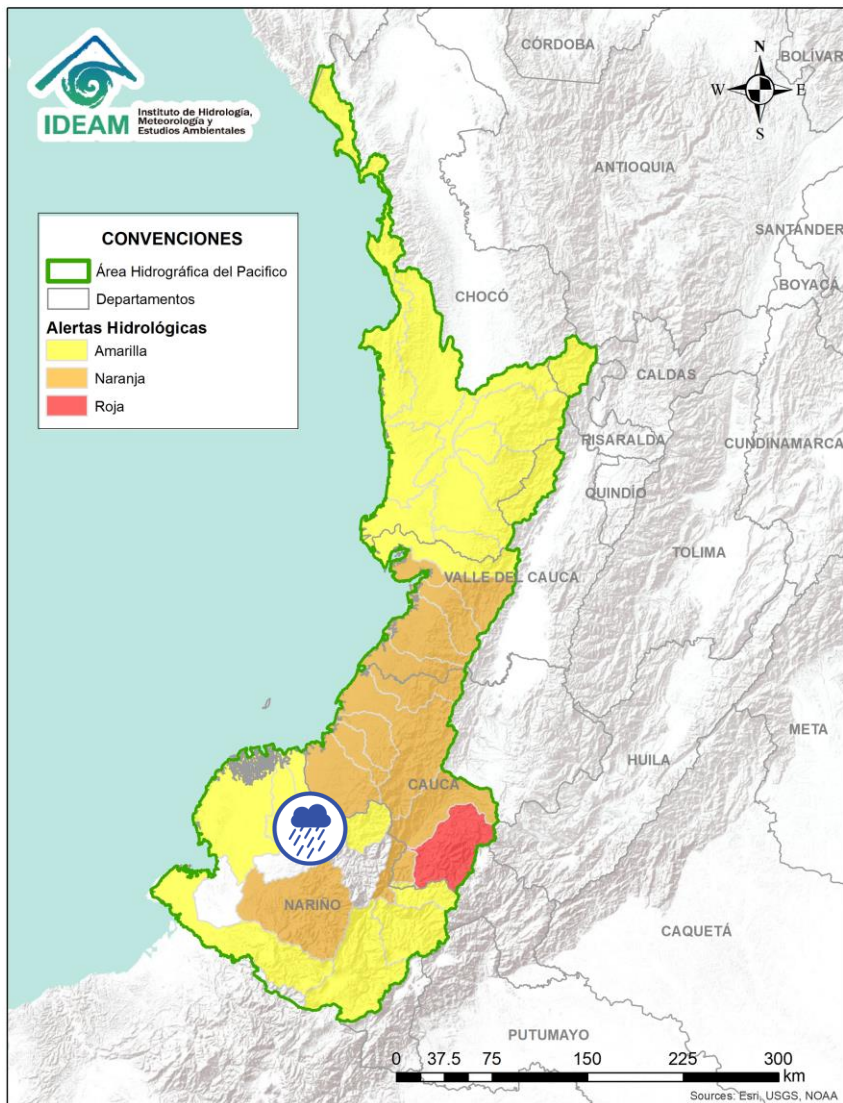 IDEAM
Instituto de Hidrología,
Meteorología y
Estudios Ambientales
CONVENCIONES
Área Hidrográfica del Pacifico
Departamentos
Alertas Hidrológicas
Amarilla
Naranja
Roja
N
W
E
S
CÓRDOBA
BOLÍVAR
ANTIOQUIA
SANTANDER
BOYACÁ
CHOCÓ
CALDAS
RISARALDA
CUNDINAMARCA
QUINDÍO
TOLIMA
VALLE DEL CAUCA
META
HUILA
CAUCA
NARIÑO
CAQUETÁ
PUTUMAYO
0 37.5 75 150 225 300
km
Sources: Esri, USGS, NOAA